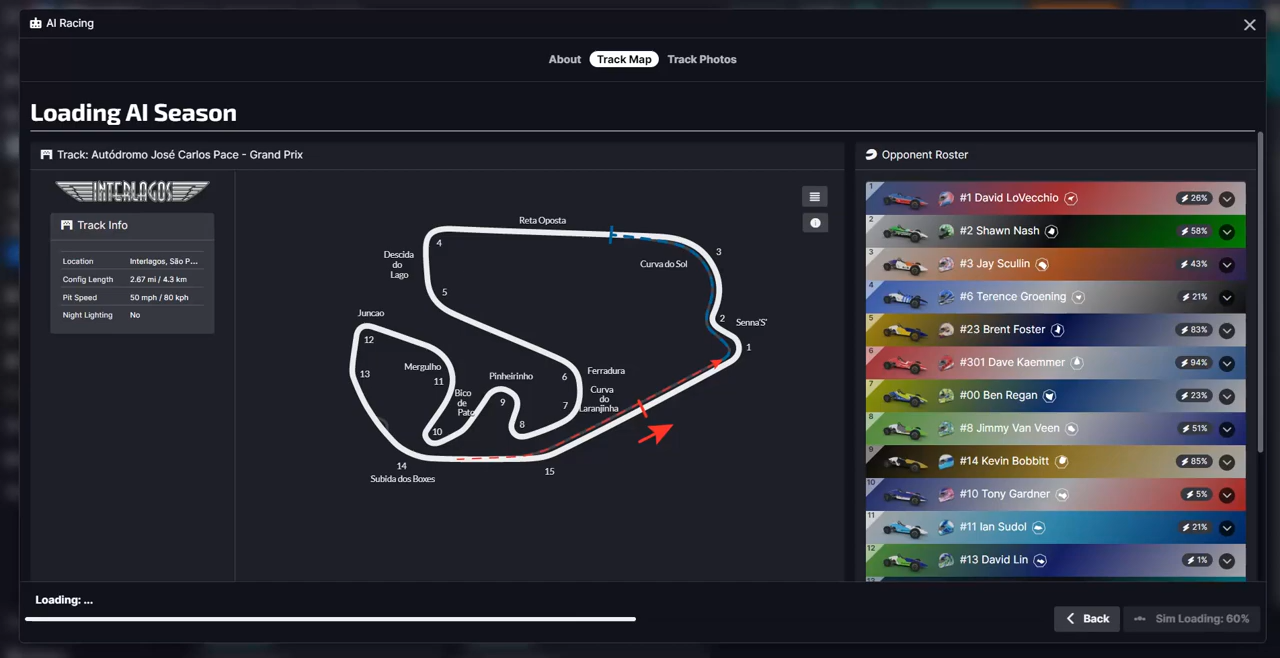 AI Racing
About Track Map Track Photos
Loading AI Season
Track: Autódromo José Carlos Pace - Grand Prix
INTERLAGOS
Track Info
Location Interlagos, São P...
Config Length 2.67 mi / 4.3 km
Pit Speed 50 mph / 80 kph
Night Lighting No
Reta Oposta
4
3
Descida
do
Lago
Curva do Sol
5
Juncao
2
Senna'S'
1
12
Mergulho
11
13
Pinheirinho
6
Ferradura
Bico
de
Pato
9
Curva
do
Laranjinha
7
8
10
14
15
Subida dos Boxes
Opponent Roster
1 #1 David LoVecchio 26%
2 #2 Shawn Nash 58%
3 #3 Jay Scullin 43%
4 #6 Terence Groening 21%
5 #23 Brent Foster 83%
6 #301 Dave Kaemmer 94%
7 #00 Ben Regan 23%
8 #8 Jimmy Van Veen 51%
9 #14 Kevin Bobbitt 85%
10 #10 Tony Gardner 5%
11 #11 Ian Sudol 21%
12 #13 David Lin 1%
Loading: ...
Back
Sim Loading: 60%